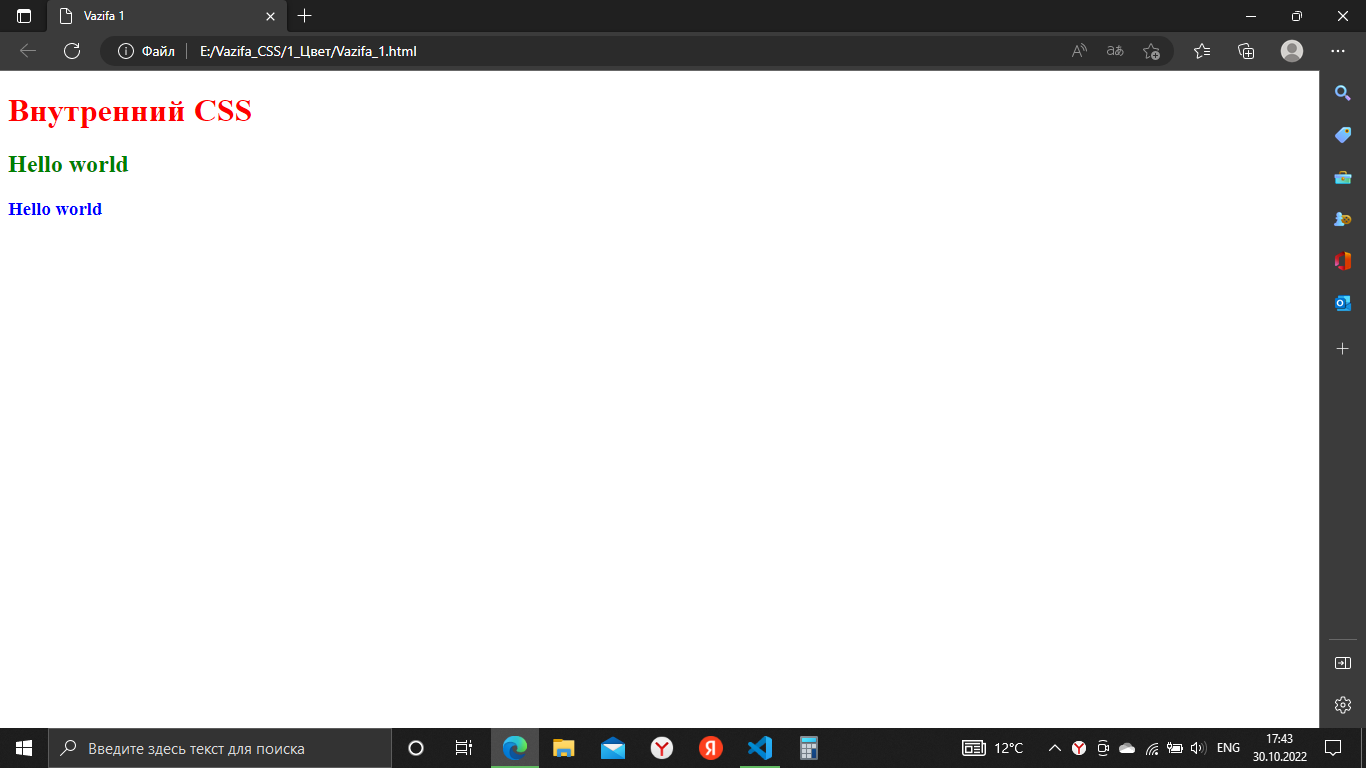 Vazifa 1
Файл
E:/Vazifa_CSS/1_Цвет/Vazifa_1.html
Внутренний CSS
Hello world
Hello world
Введите здесь текст для поиска
12°C
ENG
17:43
30.10.2022